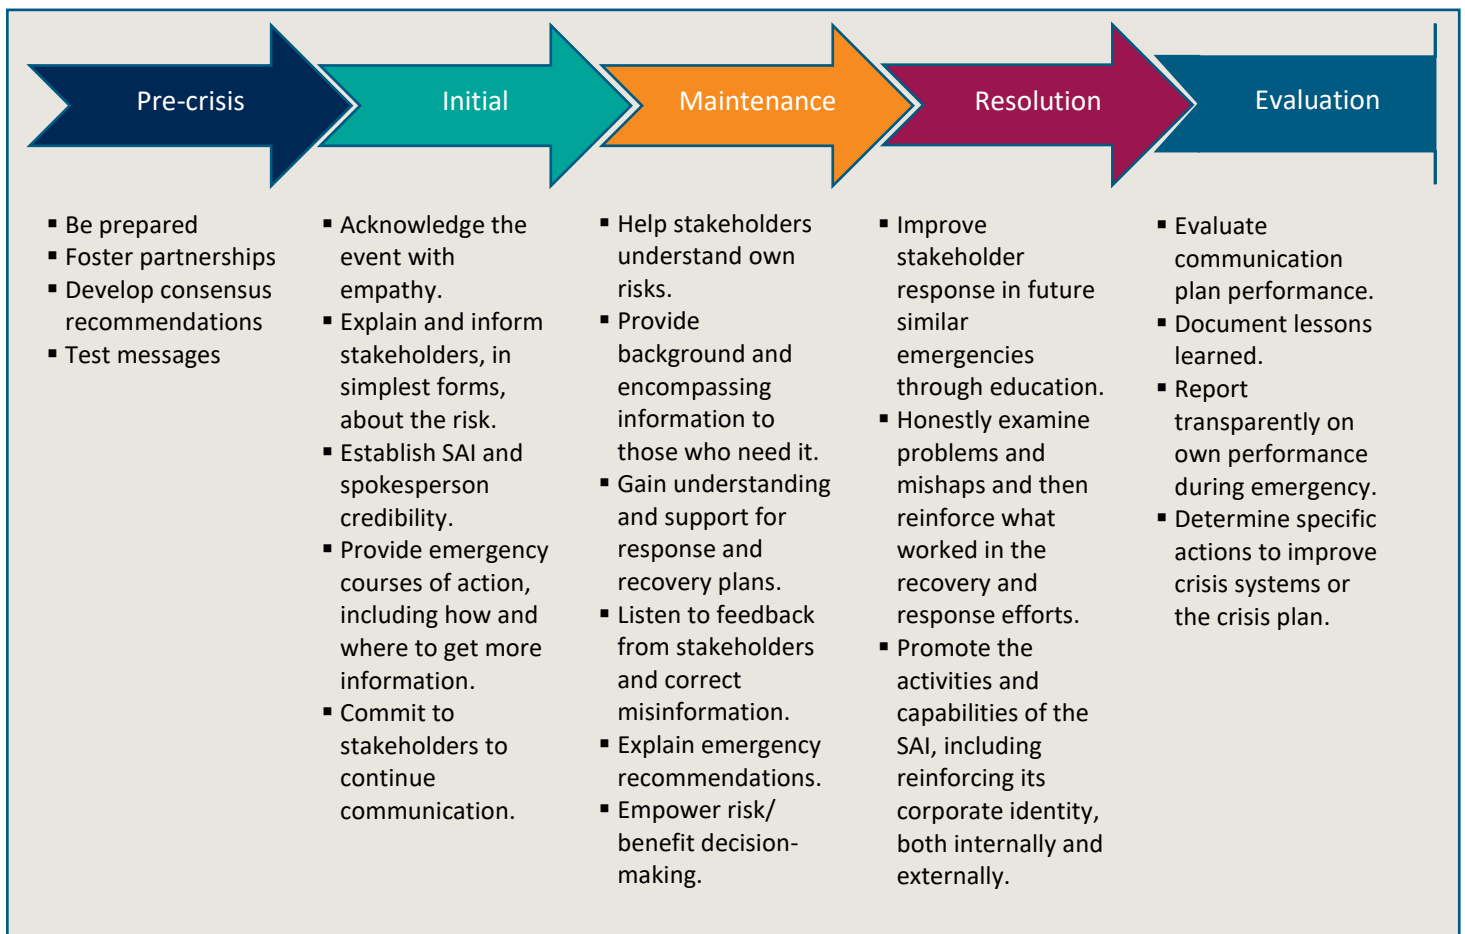 Pre-crisis
Initial
Maintenance
Resolution
Evaluation
▪ Be prepared
▪ Foster partnerships
▪ Develop consensus
recommendations
▪ Test messages
▪ Acknowledge the
event with
empathy.
▪ Explain and inform
stakeholders, in
simplest forms,
about the risk.
▪ Establish SAI and
spokesperson
credibility.
▪ Provide emergency
courses of action,
including how and
where to get more
information.
▪ Commit to
stakeholders to
continue
communication.
▪ Help stakeholders
understand own
risks.
▪ Provide
background and
encompassing
information to
those who need it.
▪ Gain understanding
and support for
response and
recovery plans.
▪ Listen to feedback
from stakeholders
and correct
misinformation.
▪ Explain emergency
recommendations.
▪ Empower risk/
benefit decision-
making.
▪ Improve
stakeholder
response in future
similar
emergencies
through education.
▪ Honestly examine
problems and
mishaps and then
reinforce what
worked in the
recovery and
response efforts.
▪ Promote the
activities and
capabilities of the
SAI, including
reinforcing its
corporate identity,
both internally and
externally.
▪ Evaluate
communication
plan performance.
▪ Document lessons
learned.
▪ Report
transparently on
own performance
during emergency.
▪ Determine specific
actions to improve
crisis systems or
the crisis plan.